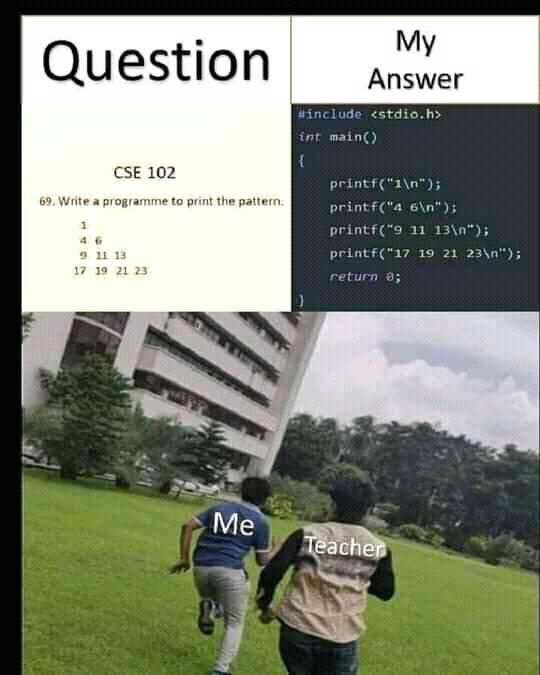 Question
My
Answer
CSE 102
69. Write a programme to print the pattern.
1
4 6
9 11 13
17 19 21 23
#include <stdio.h>
int main()
{
printf("1\n");
printf("4 6\n");
printf("9 11 13\n");
printf("17 19 21 23\n");
return 0;
}
Me
Teacher